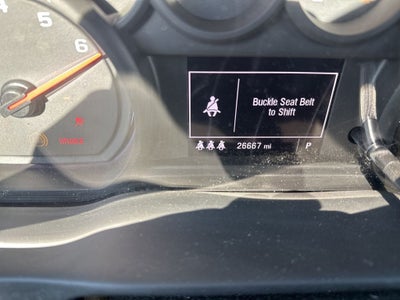 6
5
Buckle Seat Belt
to Shift
26667 mi P